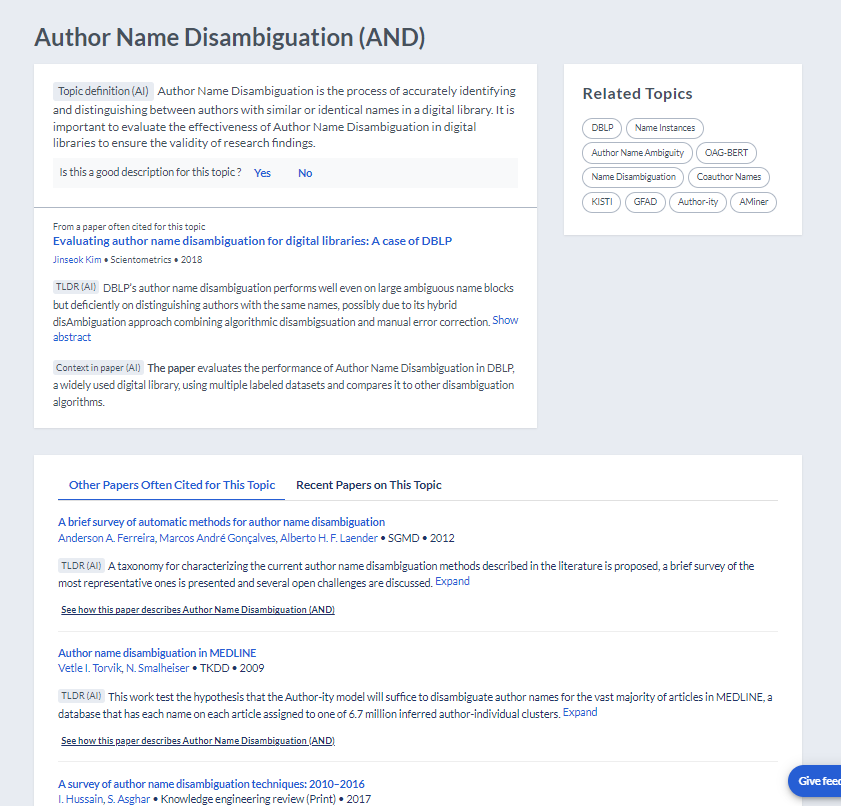 Author Name Disambiguation (AND)
Topic definition (AI) Author Name Disambiguation is the process of accurately identifying
and distinguishing between authors with similar or identical names in a digital library. It is
important to evaluate the effectiveness of Author Name Disambiguation in digital
libraries to ensure the validity of research findings.
Is this a good description for this topic? Yes No
From a paper often cited for this topic
Evaluating author name disambiguation for digital libraries: A case of DBLP
Jinseok Kim • Scientometrics • 2018
TLDR (AI) DBLP's author name disambiguation performs well even on large ambiguous name blocks
but deficiently on distinguishing authors with the same names, possibly due to its hybrid
disAmbiguation approach combining algorithmic disambigsuation and manual error correction. Show
abstract
Context in paper (AI) The paper evaluates the performance of Author Name Disambiguation in DBLP,
a widely used digital library, using multiple labeled datasets and compares it to other disambiguation
algorithms.
Related Topics
DBLP Name Instances
Author Name Ambiguity OAG-BERT
Name Disambiguation Coauthor Names
KISTI GFAD Author-ity AMiner
Other Papers Often Cited for This Topic Recent Papers on This Topic
A brief survey of automatic methods for author name disambiguation
Anderson A. Ferreira, Marcos André Gonçalves, Alberto H. F. Laender • SGMD • 2012
TLDR (AI) A taxonomy for characterizing the current author name disambiguation methods described in the literature is proposed, a brief survey of the
most representative ones is presented and several open challenges are discussed. Expand
See how this paper describes Author Name Disambiguation (AND)
Author name disambiguation in MEDLINE
Vetle I. Torvik, N. Smalheiser • TKDD • 2009
TLDR (AI) This work test the hypothesis that the Author-ity model will suffice to disambiguate author names for the vast majority of articles in MEDLINE, a
database that has each name on each article assigned to one of 6.7 million inferred author-individual clusters. Expand
See how this paper describes Author Name Disambiguation (AND)
A survey of author name disambiguation techniques: 2010–2016
I. Hussain, S. Asghar • Knowledge engineering review (Print) • 2017
Give feed